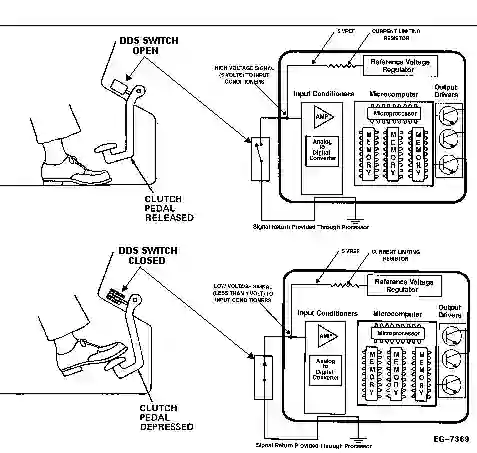 DDS SWITCH
OPEN
CLUTCH
PEDAL
RELEASED
5 VREF
CURRENT LIMITING
RESISTOR
HIGH VOLTAGE SIGNAL
(5 VOLTS) TO INPUT
CONDITIONERS
Reference Voltage
Regulator
Input Conditioners
Microcomputer
Output
Drivers
AMP
Microprocessor
Analog
to
Digital
Converter
MEMORY
MEMORY
MEMORY
Signal Return Provided Through Processor
DDS SWITCH
CLOSED
CLUTCH
PEDAL
DEPRESSED
5 VREF
CURRENT LIMITING
RESISTOR
LOW VOLTAGE SIGNAL
(LESS THAN 1 VOLT) TO
INPUT CONDITIONERS
Reference Voltage
Regulator
Input Conditioners
Microcomputer
Output
Drivers
AMP
Microprocessor
Analog
to
Digital
Converter
MEMORY
MEMORY
MEMORY
Signal Return Provided Through Processor
EG-7369